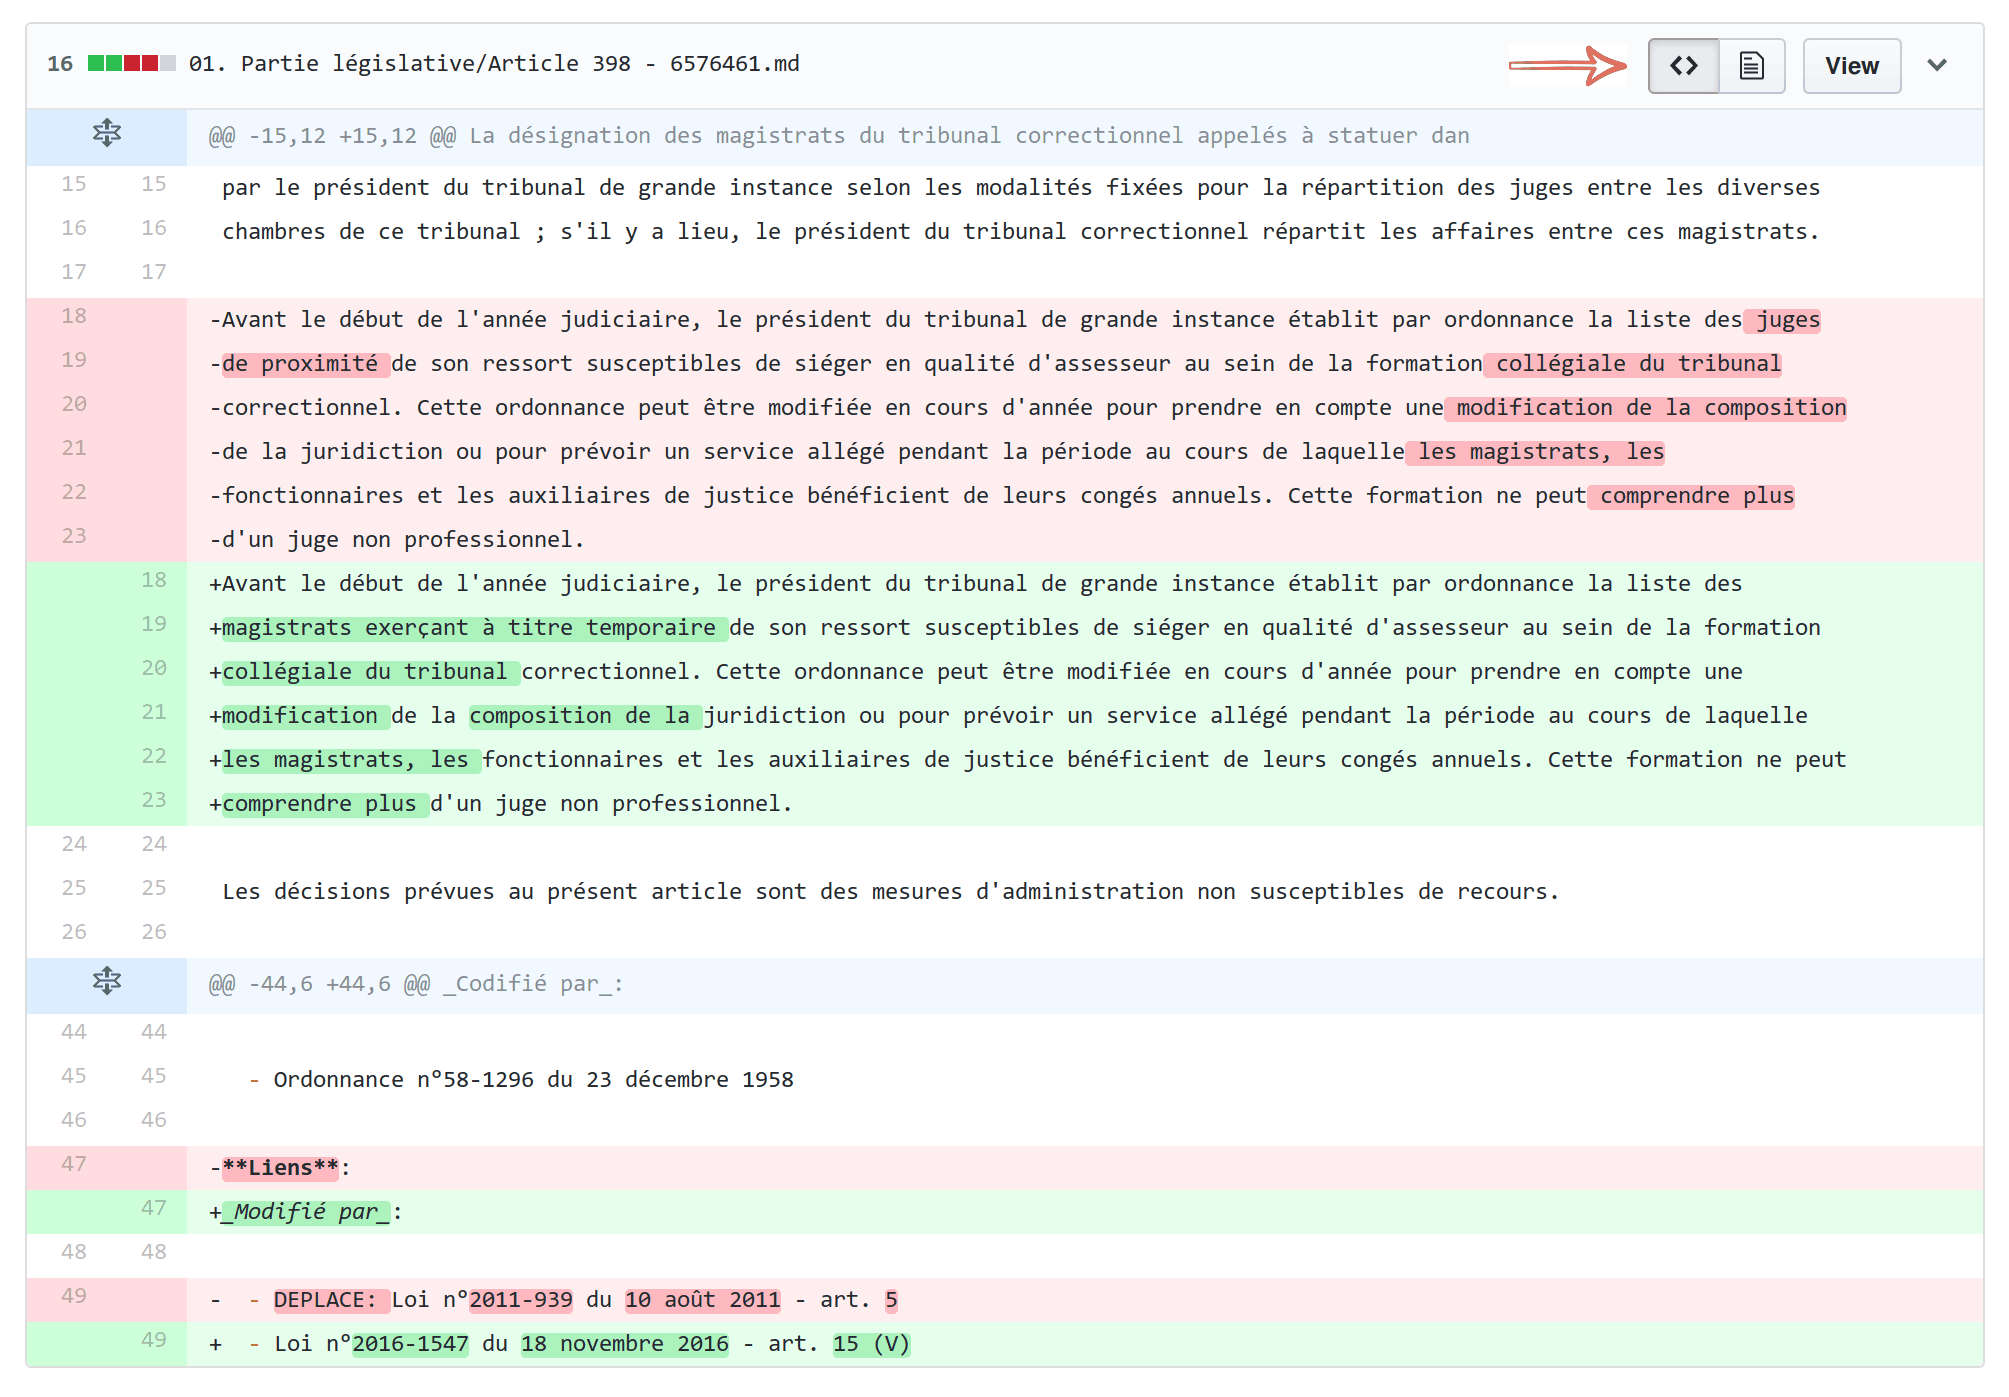 16 01. Partie législative/Article 398 - 6576461.md View
@@ -15,12 +15,12 @@ La désignation des magistrats du tribunal correctionnel appelés à statuer dan
15 15 par le président du tribunal de grande instance selon les modalités fixées pour la répartition des juges entre les diverses
16 16 chambres de ce tribunal ; s'il y a lieu, le président du tribunal correctionnel répartit les affaires entre ces magistrats.
17 17
18 -Avant le début de l'année judiciaire, le président du tribunal de grande instance établit par ordonnance la liste des juges
19 -de proximité de son ressort susceptibles de siéger en qualité d'assesseur au sein de la formation collégiale du tribunal
20 -correctionnel. Cette ordonnance peut être modifiée en cours d'année pour prendre en compte une modification de la composition
21 -de la juridiction ou pour prévoir un service allégé pendant la période au cours de laquelle les magistrats, les
22 -fonctionnaires et les auxiliaires de justice bénéficient de leurs congés annuels. Cette formation ne peut comprendre plus
23 -d'un juge non professionnel.
18 +Avant le début de l'année judiciaire, le président du tribunal de grande instance établit par ordonnance la liste des
19 +magistrats exerçant à titre temporaire de son ressort susceptibles de siéger en qualité d'assesseur au sein de la formation
20 +collégiale du tribunal correctionnel. Cette ordonnance peut être modifiée en cours d'année pour prendre en compte une
21 +modification de la composition de la juridiction ou pour prévoir un service allégé pendant la période au cours de laquelle
22 +les magistrats, les fonctionnaires et les auxiliaires de justice bénéficient de leurs congés annuels. Cette formation ne peut
23 +comprendre plus d'un juge non professionnel.
24 24
25 25 Les décisions prévues au présent article sont des mesures d'administration non susceptibles de recours.
26 26
@@ -44,6 +44,6 @@ _Codifié par_:
44 44
45 45 - Ordonnance n°58-1296 du 23 décembre 1958
46 46
47 -**Liens**:
47 +_Modifié par_:
48 48
49 - - DEPLACE: Loi n°2011-939 du 10 août 2011 - art. 5
49 + - Loi n°2016-1547 du 18 novembre 2016 - art. 15 (V)